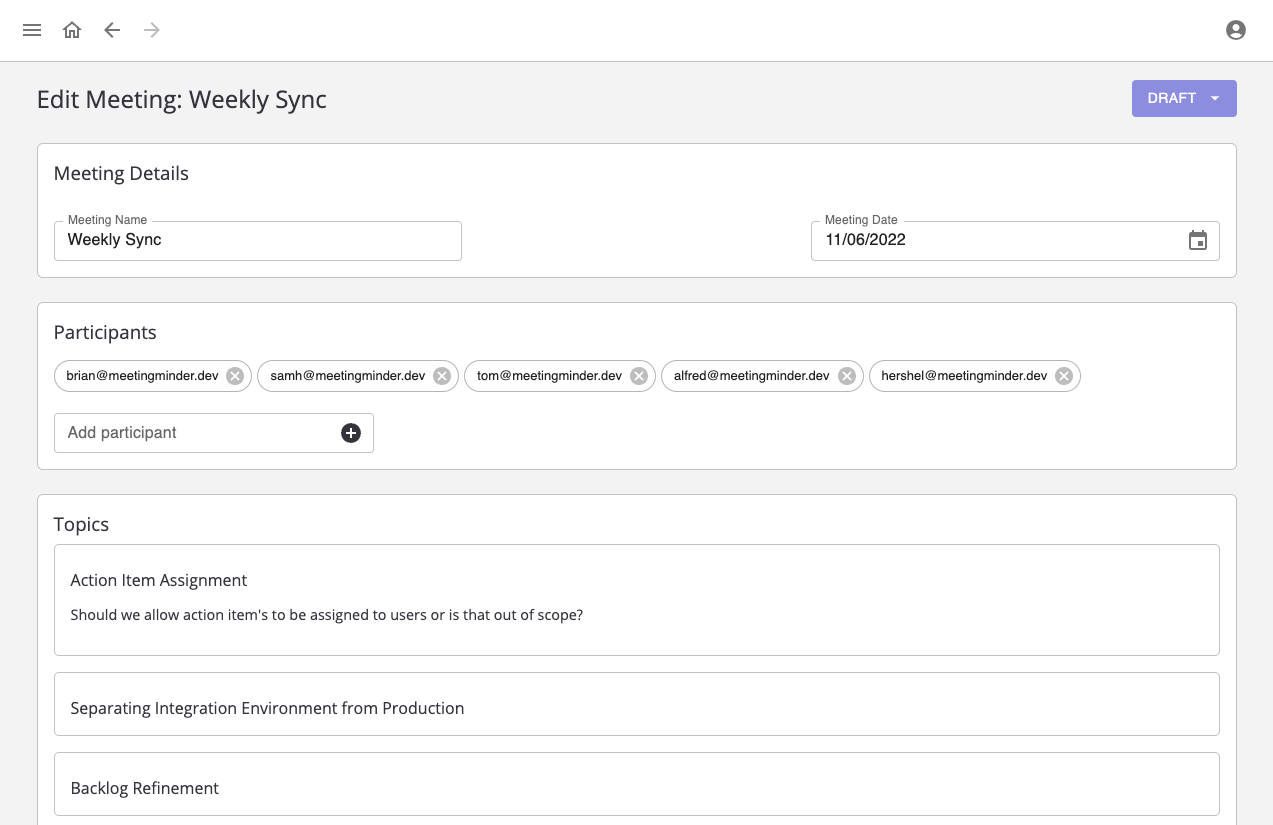 Edit Meeting: Weekly Sync
DRAFT
Meeting Details
Meeting Name
Weekly Sync
Meeting Date
11/06/2022
Participants
brian@meetingminder.dev
samh@meetingminder.dev
tom@meetingminder.dev
alfred@meetingminder.dev
hershel@meetingminder.dev
Add participant
Topics
Action Item Assignment
Should we allow action item's to be assigned to users or is that out of scope?
Separating Integration Environment from Production
Backlog Refinement